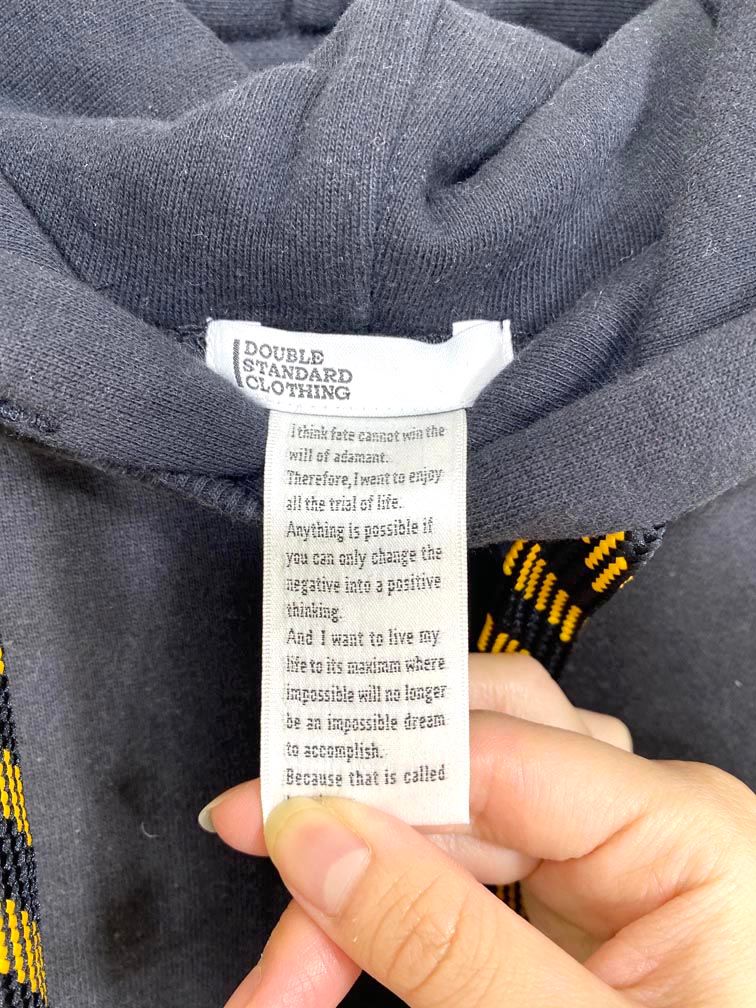 DOUBLE
STANDARD
CLOTHING
I think fate cannot win the
will of adamant.
Therefore, I want to enjoy
all the trial of life.
Anything is possible if
you can only change the
negative into a positive
thinking.
And I want to live my
life to its maximm where
impossible will no longer
be an impossible dream
to accomplish.
Because that is called